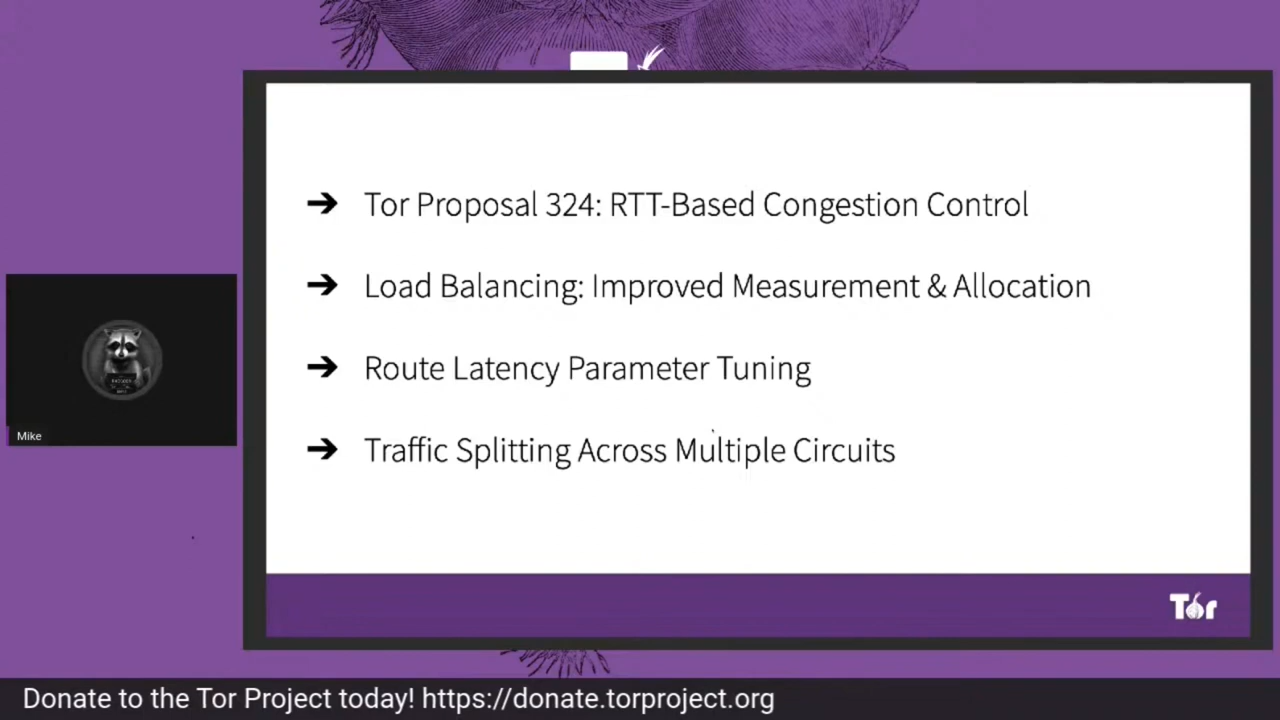 ➔ Tor Proposal 324: RTT-Based Congestion Control
➔ Load Balancing: Improved Measurement & Allocation
➔ Route Latency Parameter Tuning
➔ Traffic Splitting Across Multiple Circuits
Mike
Tor
Donate to the Tor Project today! https://donate.torproject.org